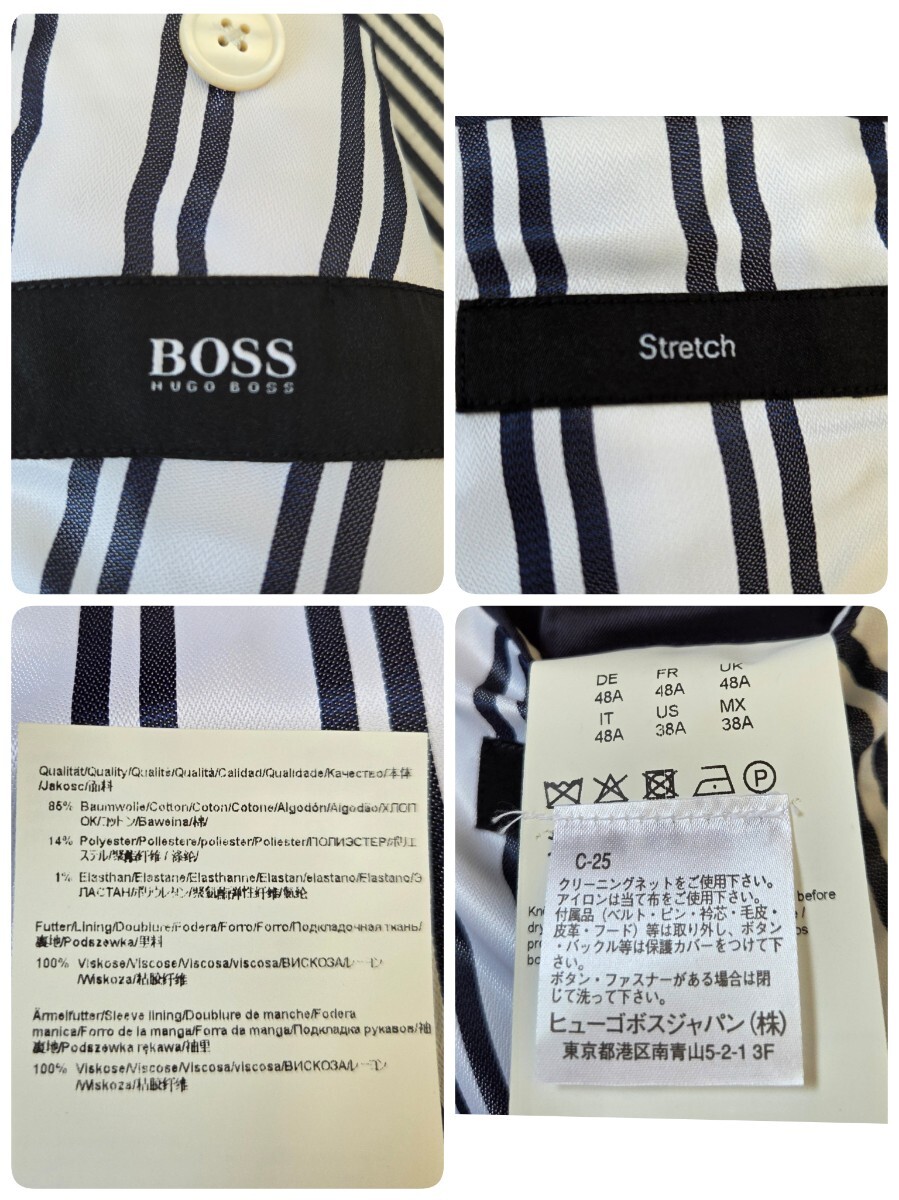 BOSS
HUGO BOSS
Stretch
Qualität/Quality/Qualité/Qualità/Calidad/Qualidade/Качество/本体
/Jakosc/面料
85% Baumwolle/Cotton/Coton/Cotone/Algodón/Algodão/ХЛОП
ОК/コットン/Bawełna/棉/
14% Polyester/Poliestere/poliester/Poliester/ПОЛИЭСТЕР/ポリエ
ステル/聚酯纤维 / 涤纶/
1% Elasthan/Elastane/Elasthanne/Elastan/elastano/Elastano/Э
ЛАСТАН/ポリウレタン/聚氨酯弹性纤维/氨纶
Futter/Lining/Doublure/Fodera/Forro/Forro/Подкладочная ткань/
裏地/Podszewka/里料
100% Viskose/Viscose/Viscosa/viscosa/ВИСКОЗА/レーヨン
/Wiskoza/粘胶纤维
Ärmelfutter/Sleeve lining/Doublure de manche/Fodera
manica/Forro de la manga/Forra da manga/Подкладка рукавов/袖
裏地/Podszewka rękawa/袖里
100% Viskose/Viscose/Viscosa/viscosa/ВИСКОЗА/レーヨン
/Wiskoza/粘胶纤维
DE FR UK
48A 48A 48A
IT US MX
48A 38A 38A
P
before
C-25
クリーニングネットをご使用下さい。
アイロンは当て布をご使用下さい。
付属品（ベルト・ピン・衿芯・毛皮・
皮革・フード）等は取り外し、ボタン
・バックル等は保護カバーをつけて下
さい。
ボタン・ファスナーがある場合は閉
じて洗って下さい。
ヒューゴボスジャパン(株)
東京都港区南青山5-2-1 3F